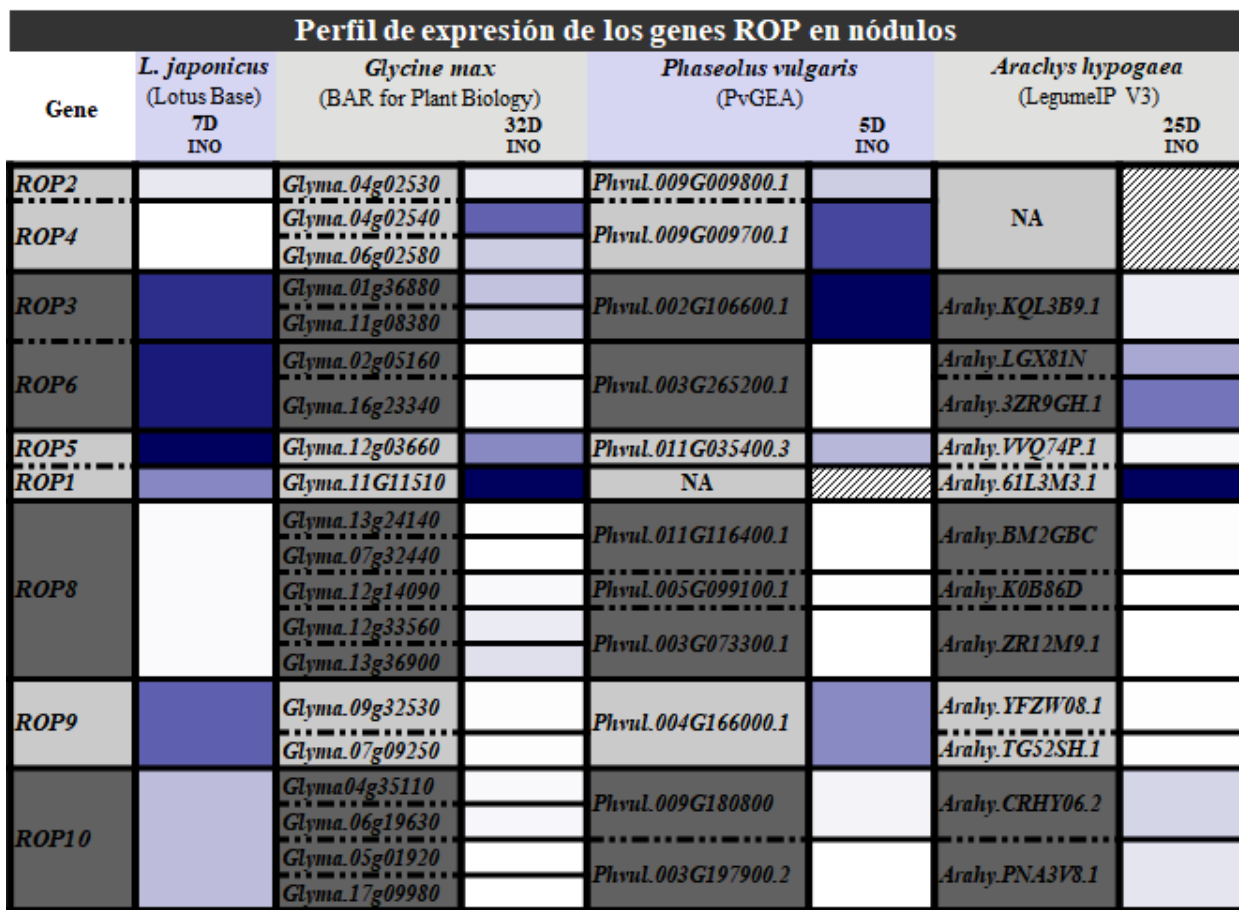 Perfil de expresión de los genes ROP en nódulos
Gene
L. japonicus
(Lotus Base)
7D
INO
Glycine max
(BAR for Plant Biology)
32D
INO
Phaseolus vulgaris
(PvGEA)
5D
INO
Arachys hypogaea
(LegumeIP V3)
25D
INO
ROP2
Glyma.04g02530
Phvul.009G009800.1
NA
ROP4
Glyma.04g02540
Glyma.06g02580
Phvul.009G009700.1
ROP3
Glyma.01g36880
Glyma.11g08380
Phvul.002G106600.1
Arahy.KQL3B9.1
ROP6
Glyma.02g05160
Glyma.16g23340
Phvul.003G265200.1
Arahy.LGX81N
Arahy.3ZR9GH.1
ROP5
Glyma.12g03660
Phvul.011G035400.3
Arahy.VVQ74P.1
ROP1
Glyma.11G11510
NA
Arahy.61L3M3.1
ROP8
Glyma.13g24140
Glyma.07g32440
Glyma.12g14090
Glyma.12g33560
Glyma.13g36900
Phvul.011G116400.1
Phvul.005G099100.1
Phvul.003G073300.1
Arahy.BM2GBC
Arahy.K0B86D
Arahy.ZR12M9.1
ROP9
Glyma.09g32530
Glyma.07g09250
Phvul.004G166000.1
Arahy.YFZW08.1
Arahy.TG52SH.1
ROP10
Glyma04g35110
Glyma.06g19630
Glyma.05g01920
Glyma.17g09980
Phvul.009G180800
Phvul.003G197900.2
Arahy.CRHY06.2
Arahy.PNA3V8.1